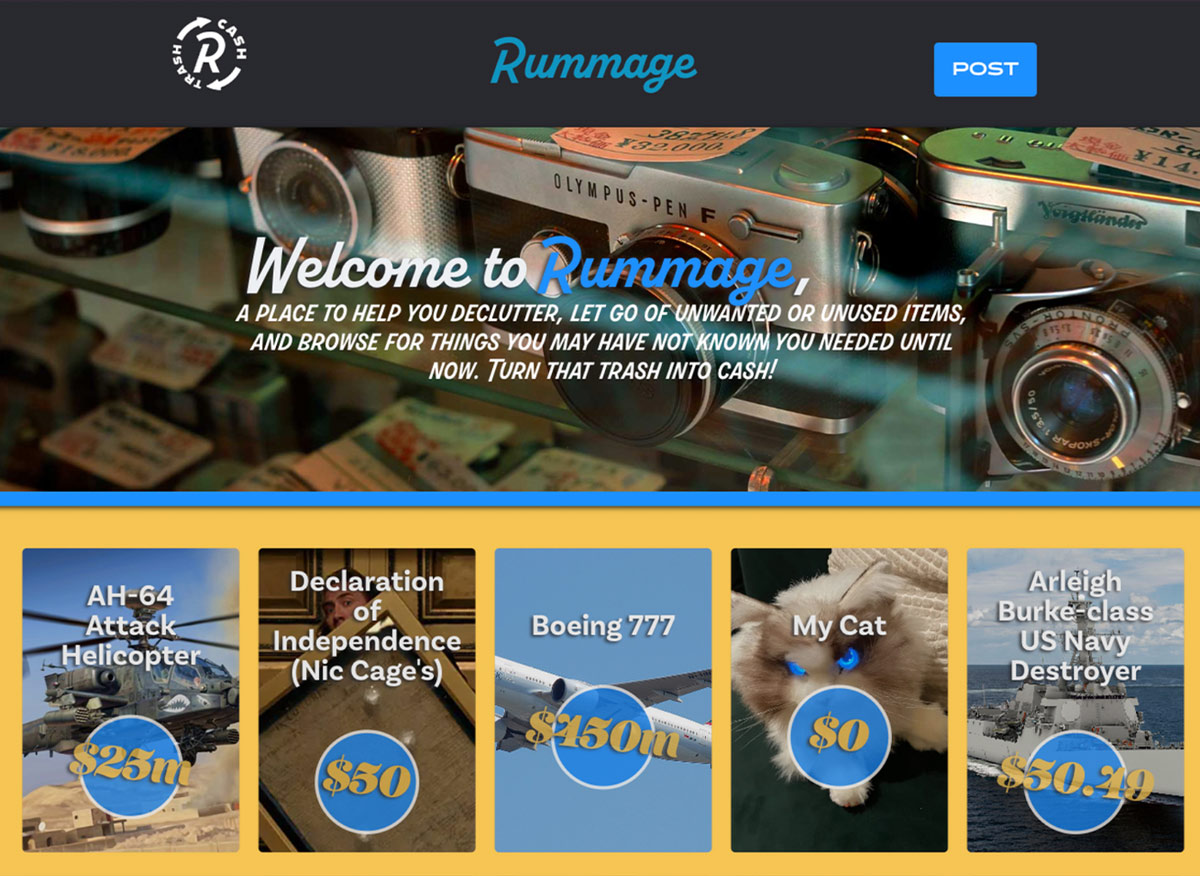 TRASH CASH
R
Rummage
POST
¥32,000.
OLYMPUS-PEN F
Voigtländer
Welcome to Rummage,
A PLACE TO HELP YOU DECLUTTER, LET GO OF UNWANTED OR UNUSED ITEMS,
AND BROWSE FOR THINGS YOU MAY HAVE NOT KNOWN YOU NEEDED UNTIL
NOW. TURN THAT TRASH INTO CASH!
AH-64
Attack
Helicopter
$25m
Declaration
of
Independence
(Nic Cage's)
$50
Boeing 777
$450m
My Cat
$0
Arleigh
Burke-class
US Navy
Destroyer
$50.49